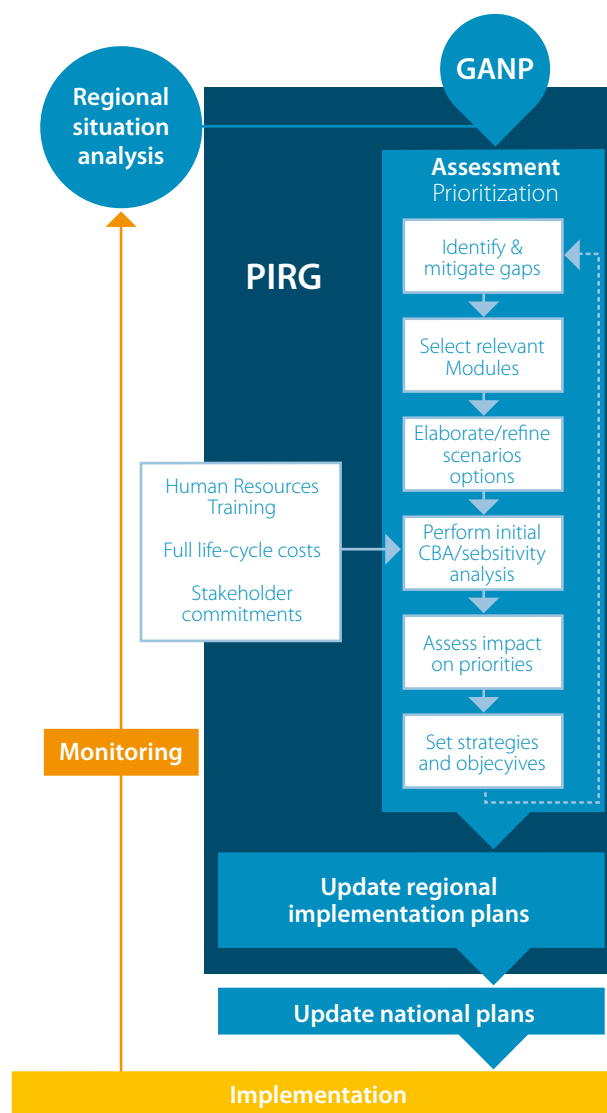 GANP
Regional
situation
analysis
Assessment
Prioritization
Identify &
mitigate gaps
PIRG
Select relevant
Modules
Elaborate/refine
scenarios
options
Human Resources
Training
Full life-cycle costs
Stakeholder
commitments
Perform initial
CBA/sebsitivity
analysis
Assess impact
on priorities
Set strategies
and objecyives
Monitoring
Update regional
implementation plans
Update national plans
Implementation